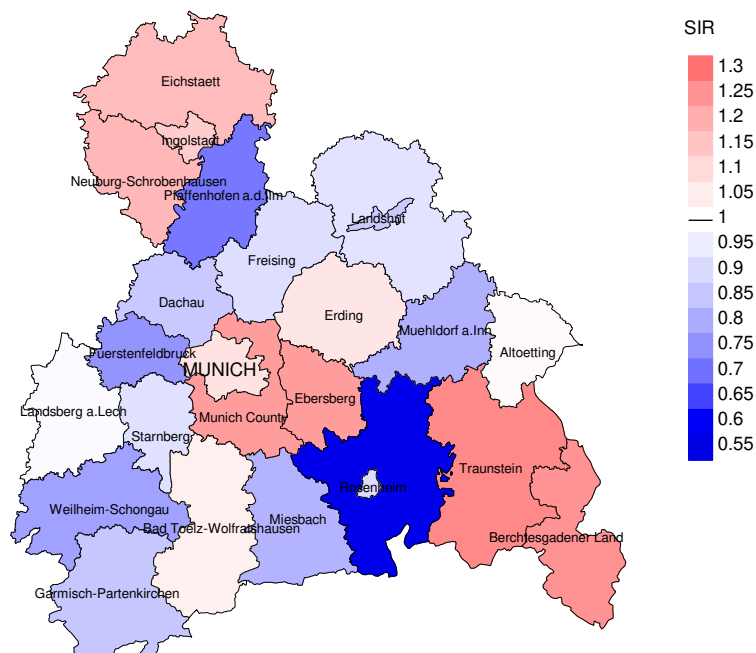 SIR
1.3
1.25
1.2
1.15
1.1
1.05
1
0.95
0.9
0.85
0.8
0.75
0.7
0.65
0.6
0.55
Eichstaett
Ingolstadt
Neuburg-Schrobenhausen
Pfaffenhofen a.d.Ilm
Landshut
Freising
Dachau
Erding
Muehldorf a.Inn
Altoetting
Fuerstenfeldbruck
MUNICH
Ebersberg
Landsberg a.Lech
Munich County
Starnberg
Traunstein
Rosenheim
Weilheim-Schongau
Miesbach
Bad Toelz-Wolfratshausen
Berchtesgadener Land
Garmisch-Partenkirchen